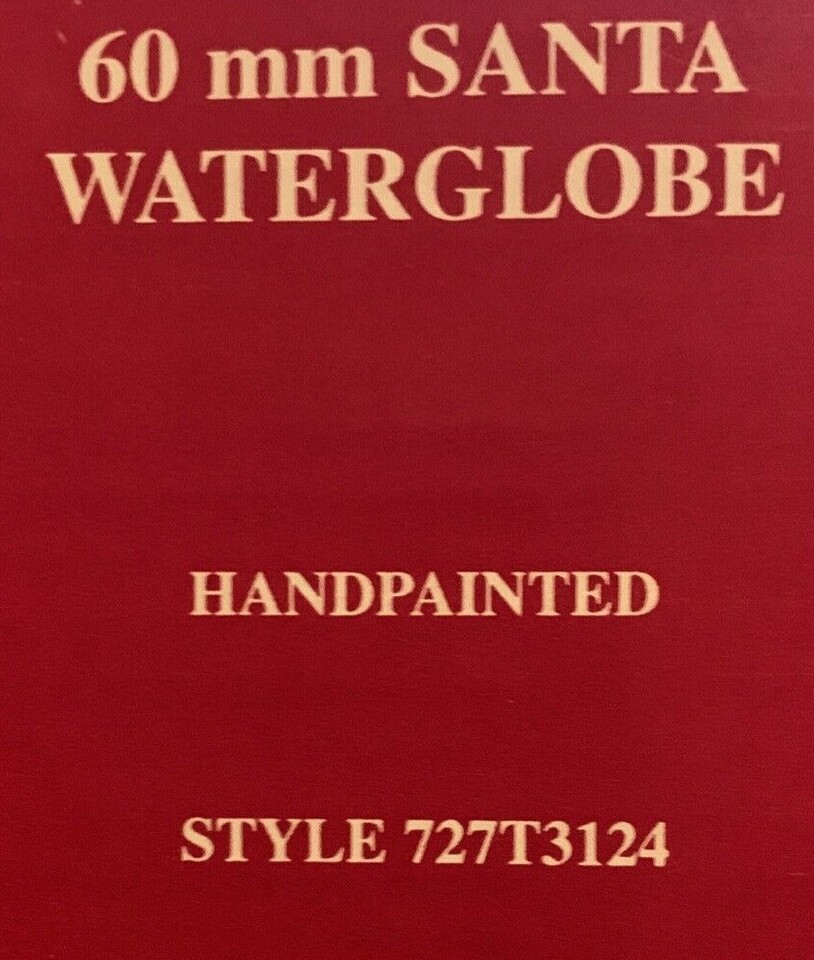 60 mm SANTA
WATERGLOBE
HANDPAINTED
STYLE 727T3124